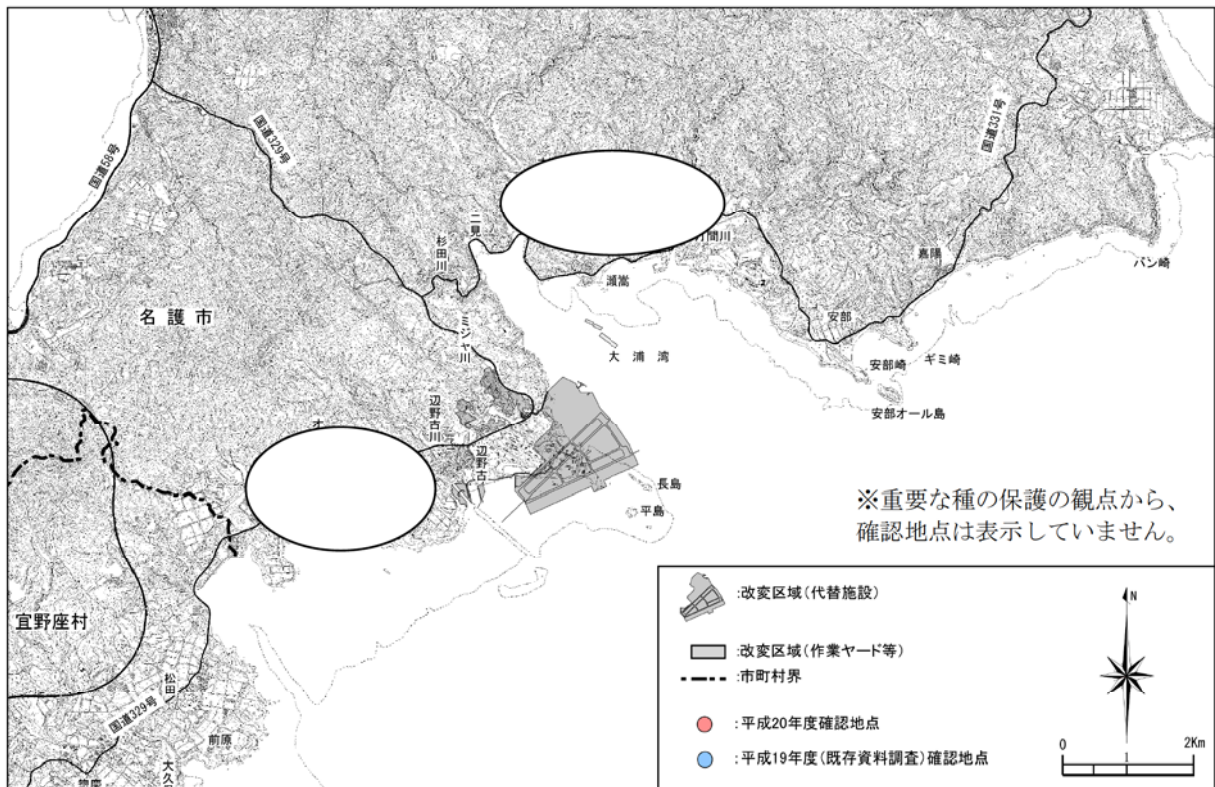 国道58号
国道329号
国道331号
二見
杉田川
瀬嵩
嘉陽
バン崎
名護市
ミジャ川
大浦湾
安部
安部崎
ギミ崎
安部オール島
辺野古川
辺野古
長島
平島
※重要な種の保護の観点から、
確認地点は表示していません。
宜野座村
松田
国道329号
前原
:改変区域(代替施設)
:改変区域(作業ヤード等)
:市町村界
:平成20年度確認地点
:平成19年度(既存資料調査)確認地点
N
0
1
2Km